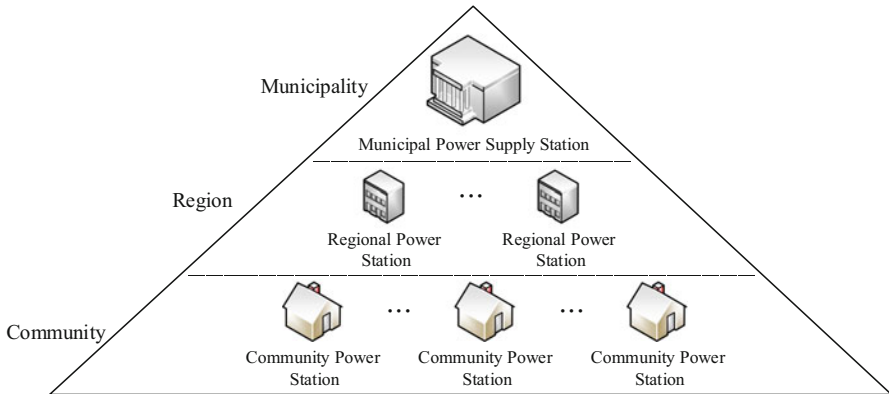 Municipality
Municipal Power Supply Station
Region
...
Regional Power
Station
Regional Power
Station
Community
...
...
Community Power
Station
Community Power
Station
Community Power
Station